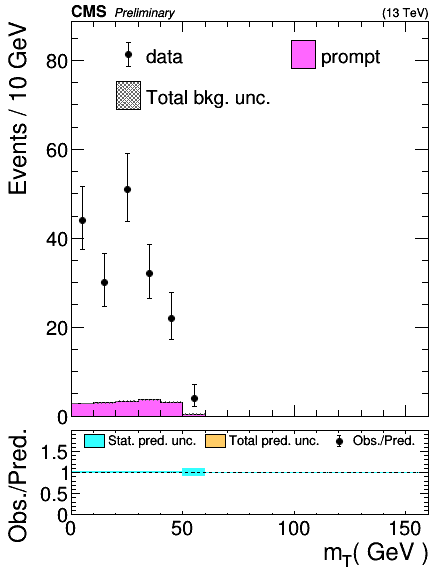 CMS Preliminary (13 TeV)
Events / 10 GeV
data
prompt
Total bkg. unc.
80
60
40
20
0
Obs./Pred.
Stat. pred. unc. Total pred. unc. Obs./Pred.
1.5
1
0.5
0
0 50 100 150
m_T( GeV )